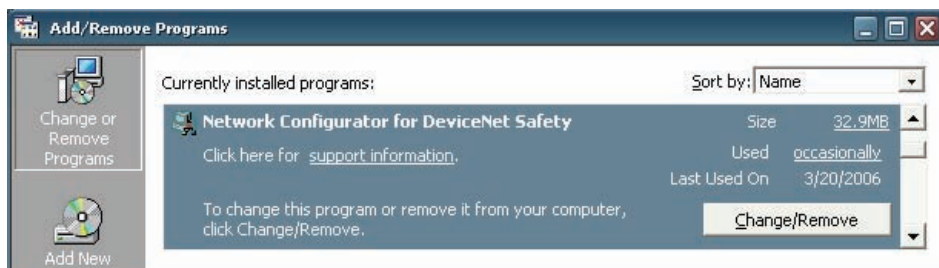 Add/Remove Programs
Change or
Remove
Programs
Add New
Currently installed programs:
Sort by: Name
Network Configurator for DeviceNet Safety
Size 32.9MB
Click here for support information.
Used occasionally
Last Used On 3/20/2006
To change this program or remove it from your computer,
click Change/Remove.
Change/Remove